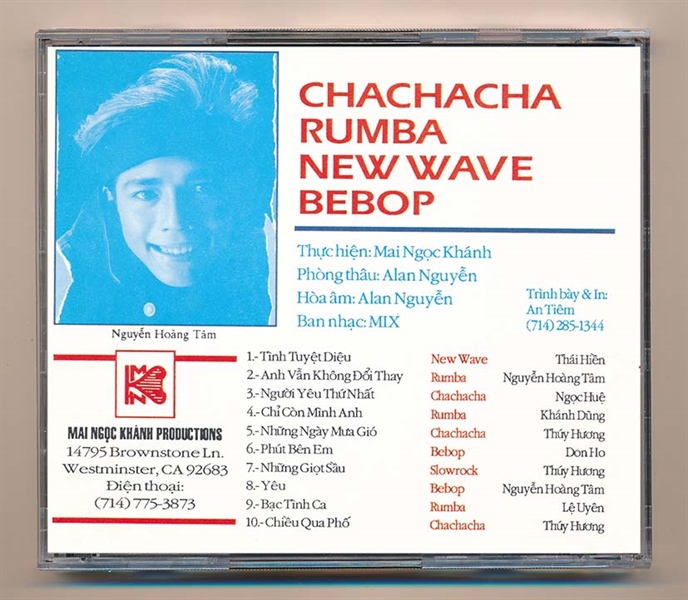 CHACHACHA
RUMBA
NEW WAVE
BEBOP
Thực hiện: Mai Ngọc Khánh
Phòng thâu: Alan Nguyễn
Hòa âm: Alan Nguyễn
Ban nhạc: MIX
Trình bày & In:
An Tiêm
(714) 285-1344
Nguyễn Hoàng Tâm
MNK
MAI NGỌC KHÁNH PRODUCTIONS
14795 Brownstone Ln.
Westminster, CA 92683
Điện thoại:
(714) 775-3873
1.- Tình Tuyệt Diệu New Wave Thái Hiền
2.- Anh Vẫn Không Đổi Thay Rumba Nguyễn Hoàng Tâm
3.- Người Yêu Thứ Nhất Chachacha Ngọc Huệ
4.- Chỉ Còn Mình Anh Rumba Khánh Dũng
5.- Những Ngày Mưa Gió Chachacha Thúy Hương
6.- Phút Bên Em Bebop Don Ho
7.- Những Giọt Sầu Slowrock Thúy Hương
8.- Yêu Bebop Nguyễn Hoàng Tâm
9.- Bạc Tình Ca Rumba Lệ Uyên
10.- Chiều Qua Phố Chachacha Thúy Hương